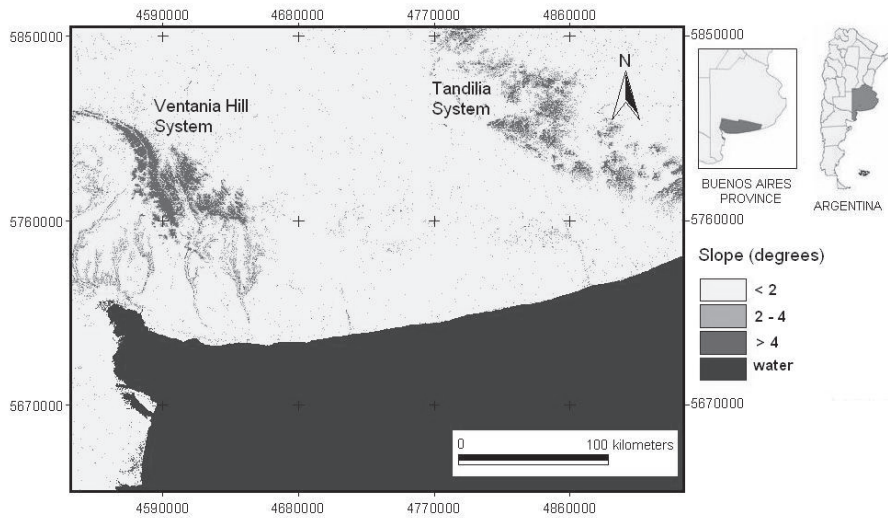 4590000
4680000
4770000
4860000
5850000
5850000
Ventania Hill
System
Tandilia
System
N
5760000
5760000
BUENOS AIRES
PROVINCE
ARGENTINA
Slope (degrees)
< 2
2 - 4
> 4
water
5670000
5670000
0
100 kilometers
4590000
4680000
4770000
4860000